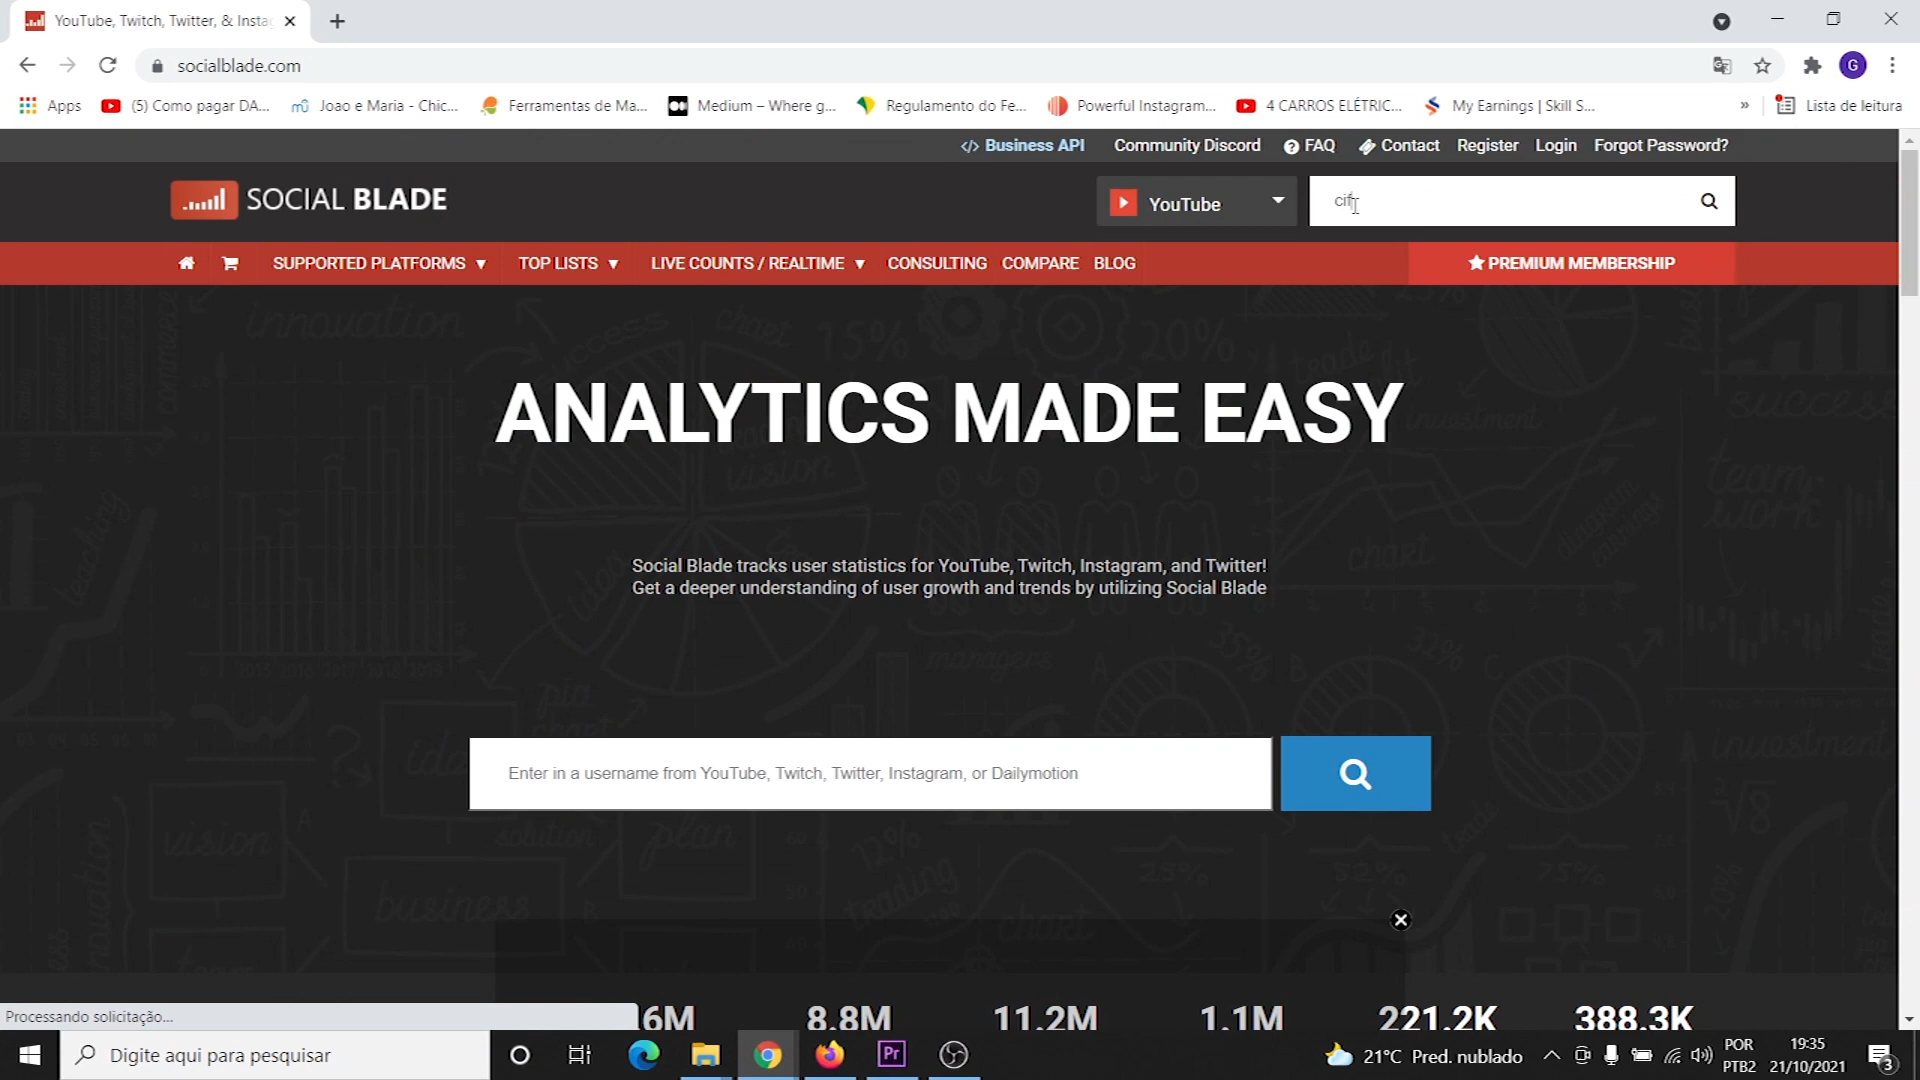 YouTube, Twitch, Twitter, & Insta
socialblade.com
G
Apps
(5) Como pagar DA...
Joao e Maria - Chic...
Ferramentas de Ma...
Medium – Where g...
Regulamento do Fe...
Powerful Instagram...
4 CARROS ELÉTRIC...
My Earnings | Skill S...
»
Lista de leitura
</> Business API
Community Discord
FAQ
Contact
Register
Login
Forgot Password?
SOCIAL BLADE
YouTube
cif
SUPPORTED PLATFORMS ▼
TOP LISTS ▼
LIVE COUNTS / REALTIME ▼
CONSULTING
COMPARE
BLOG
PREMIUM MEMBERSHIP
ANALYTICS MADE EASY
Social Blade tracks user statistics for YouTube, Twitch, Instagram, and Twitter!
Get a deeper understanding of user growth and trends by utilizing Social Blade
Enter in a username from YouTube, Twitch, Twitter, Instagram, or Dailymotion
6M
8.8M
11.2M
1.1M
221.2K
388.3K
Processando solicitação...
Digite aqui para pesquisar
Pr
21°C Pred. nublado
POR
PTB2
19:35
21/10/2021
3